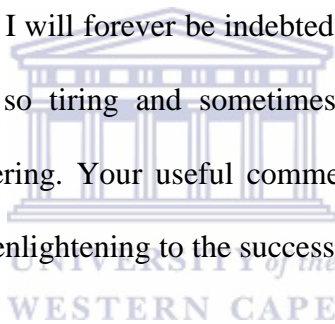 I will forever be indebted
so tiring and sometimes
ering. Your useful comme
enlightening to the success
UNIVERSITY of the
WESTERN CAPE